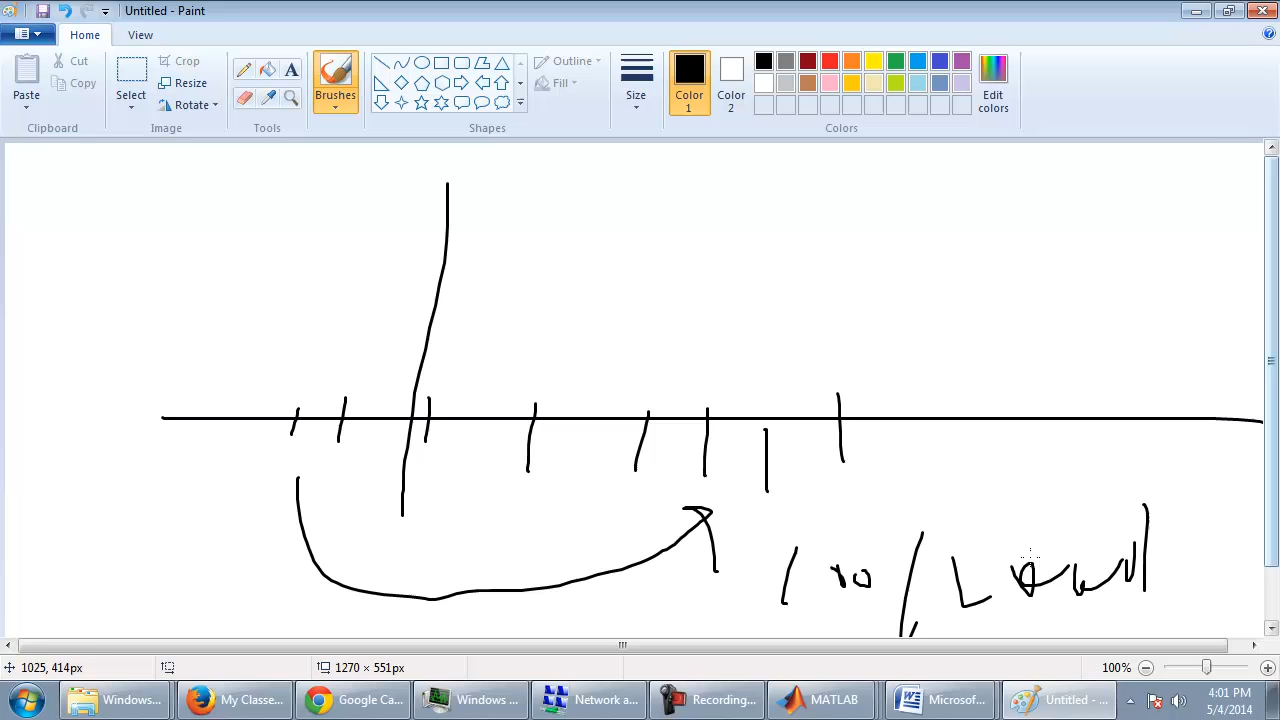 Untitled - Paint
Home View
Cut
Copy
Paste
Clipboard
Select
Crop
Resize
Rotate
Image
A
Tools
Brushes
Outline
Fill
Shapes
Size
Color 1
Color 2
Edit colors
Colors
1025, 414px 1270 × 551px 100%
Windows... My Classe... Google Ca... Windows ... Network a... Recording... MATLAB Microsof... Untitled - ...
4:01 PM
5/4/2014